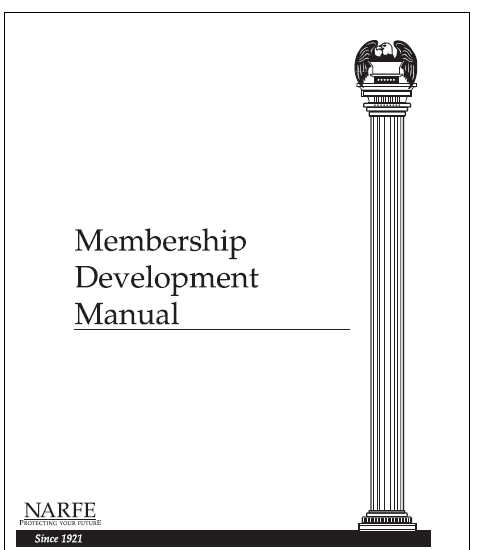 Membership
Development
Manual
NARFE
PROTECTING YOUR FUTURE
Since 1921